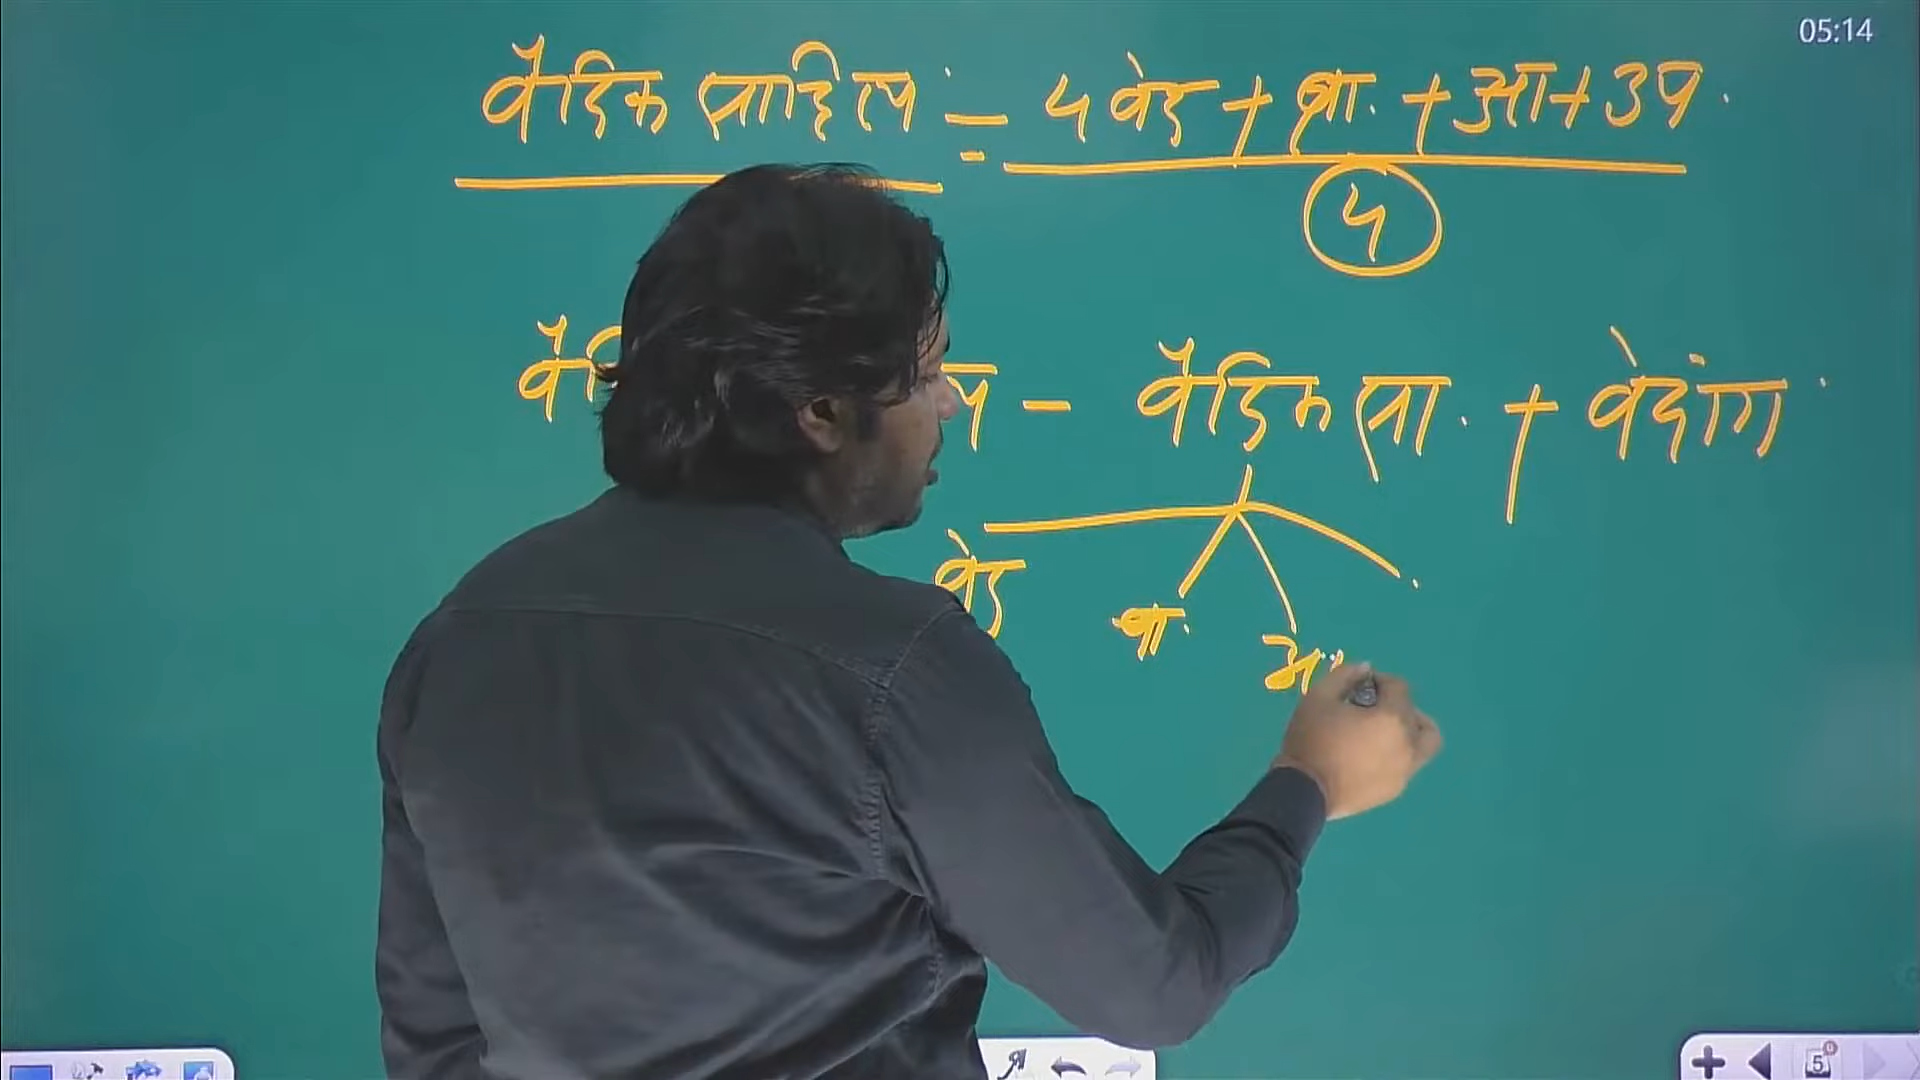 05:14
वैदिक साहित्य = 4 वेद + ब्रा. + आ + उप.
4
वैदिक सा. + वेदांग
वेद
ब्रा.
आ
5